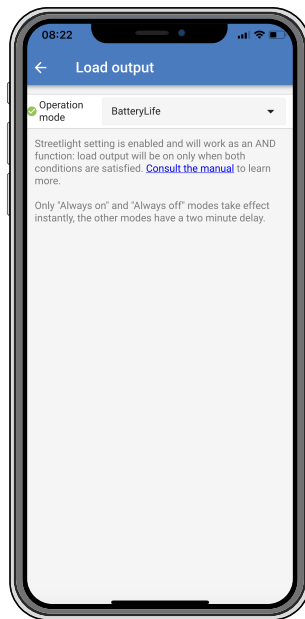 08:22
Load output
Operation
mode
BatteryLife
Streetlight setting is enabled and will work as an AND
function: load output will be on only when both
conditions are satisfied. Consult the manual to learn
more.
Only "Always on" and "Always off" modes take effect
instantly, the other modes have a two minute delay.